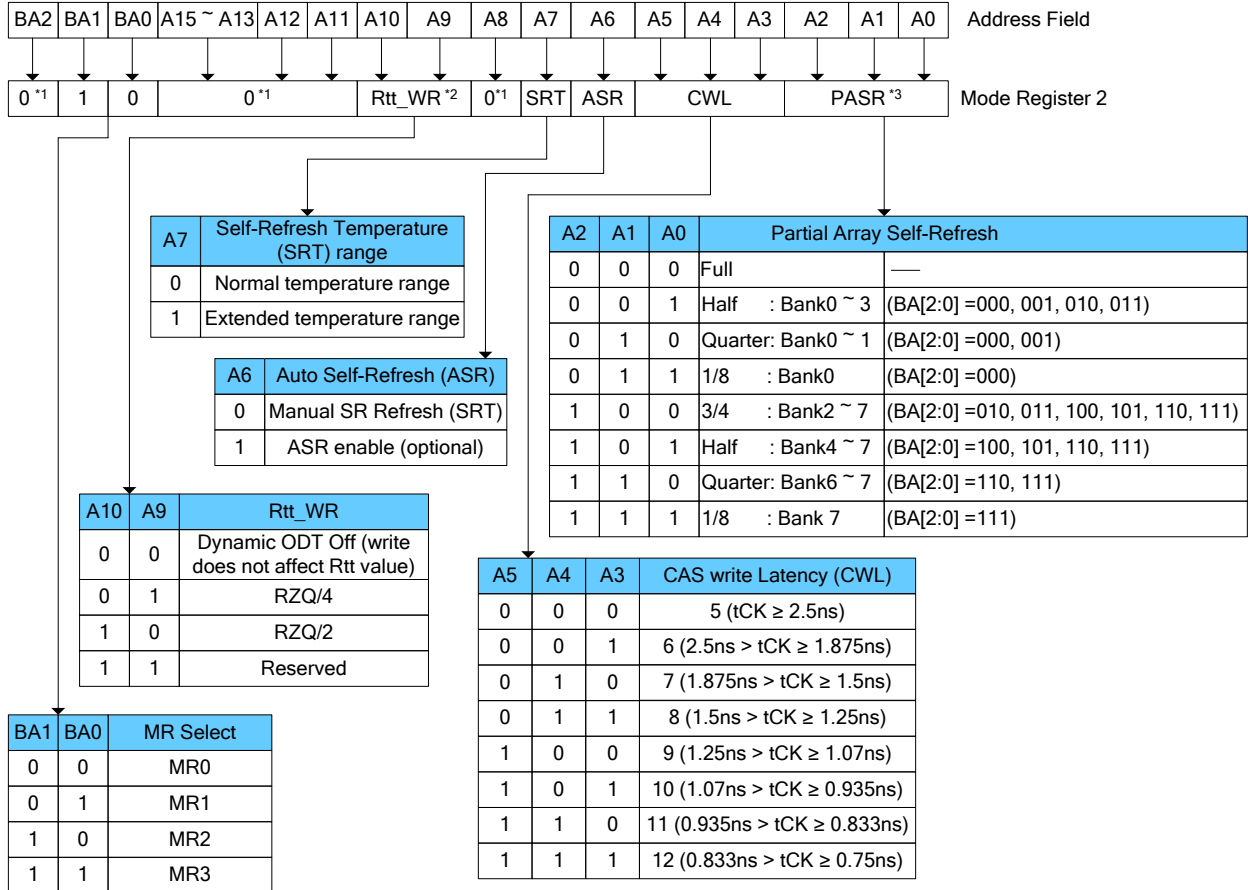 BA2 BA1 BA0 A15 ~ A13 A12 A11 A10 A9 A8 A7 A6 A5 A4 A3 A2 A1 A0 Address Field
0 *1 1 0 0 *1 Rtt_WR *2 0 *1 SRT ASR CWL PASR *3 Mode Register 2
A7 Self-Refresh Temperature
(SRT) range
0 Normal temperature range
1 Extended temperature range
A6 Auto Self-Refresh (ASR)
0 Manual SR Refresh (SRT)
1 ASR enable (optional)
A2 A1 A0 Partial Array Self-Refresh
0 0 0 Full —
0 0 1 Half : Bank0 ~ 3 (BA[2:0] =000, 001, 010, 011)
0 1 0 Quarter: Bank0 ~ 1 (BA[2:0] =000, 001)
0 1 1 1/8 : Bank0 (BA[2:0] =000)
1 0 0 3/4 : Bank2 ~ 7 (BA[2:0] =010, 011, 100, 101, 110, 111)
1 0 1 Half : Bank4 ~ 7 (BA[2:0] =100, 101, 110, 111)
1 1 0 Quarter: Bank6 ~ 7 (BA[2:0] =110, 111)
1 1 1 1/8 : Bank 7 (BA[2:0] =111)
A10 A9 Rtt_WR
0 0 Dynamic ODT Off (write
does not affect Rtt value)
0 1 RZQ/4
1 0 RZQ/2
1 1 Reserved
A5 A4 A3 CAS write Latency (CWL)
0 0 0 5 (tCK ≥ 2.5ns)
0 0 1 6 (2.5ns > tCK ≥ 1.875ns)
0 1 0 7 (1.875ns > tCK ≥ 1.5ns)
0 1 1 8 (1.5ns > tCK ≥ 1.25ns)
1 0 0 9 (1.25ns > tCK ≥ 1.07ns)
1 0 1 10 (1.07ns > tCK ≥ 0.935ns)
1 1 0 11 (0.935ns > tCK ≥ 0.833ns)
1 1 1 12 (0.833ns > tCK ≥ 0.75ns)
BA1 BA0 MR Select
0 0 MR0
0 1 MR1
1 0 MR2
1 1 MR3